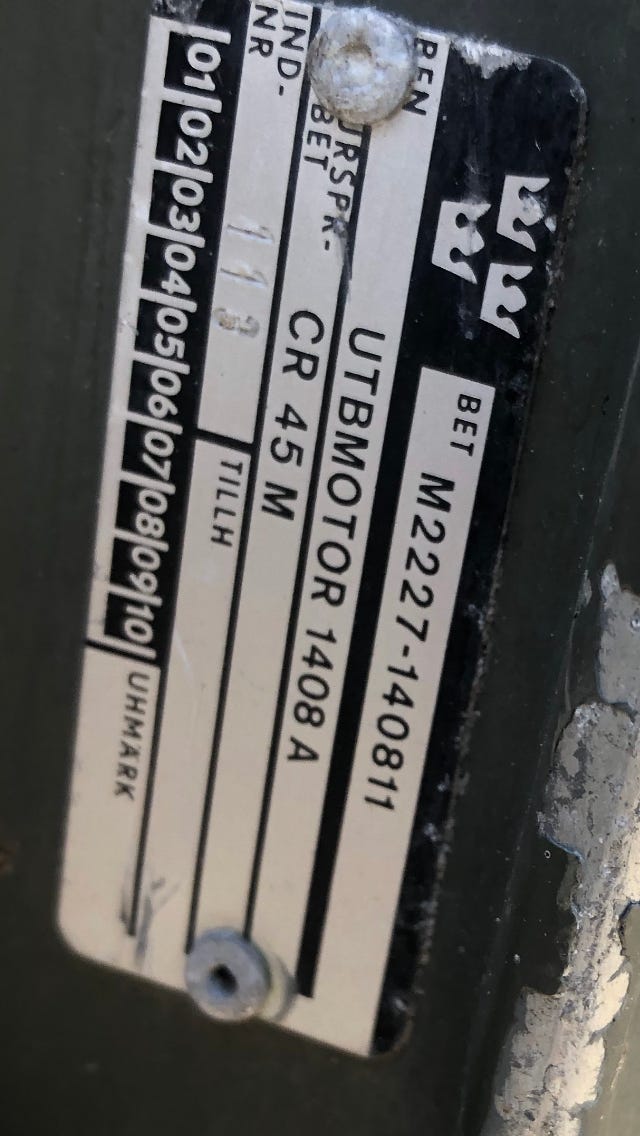 BET M2227-140811
BEN UTBMOTOR 1408 A
URSPR-
BET CR 45 M
IND-
NR 113 TILLH
01 02 03 04 05 06 07 08 09 10 UHMARK